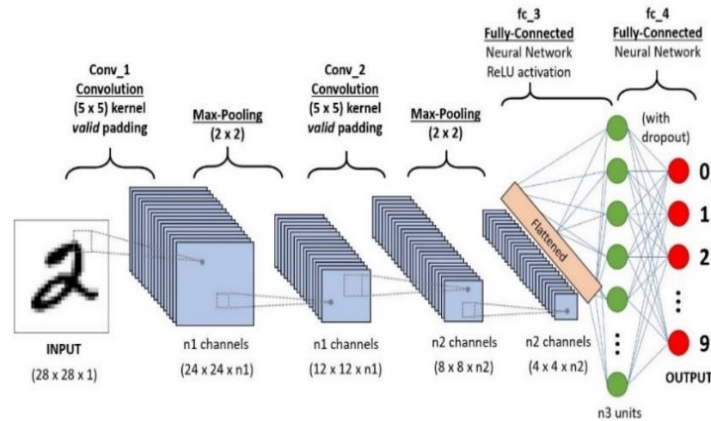 fc_3
Fully-Connected
Neural Network
ReLU activation
fc_4
Fully-Connected
Neural Network
Conv_1
Convolution
(5 x 5) kernel
valid padding
Max-Pooling
(2 x 2)
Conv_2
Convolution
(5 x 5) kernel
valid padding
Max-Pooling
(2 x 2)
(with
dropout)
2
Flattened
0
1
2
9
INPUT
(28 x 28 x 1)
n1 channels
(24 x 24 x n1)
n1 channels
(12 x 12 x n1)
n2 channels
(8 x 8 x n2)
n2 channels
(4 x 4 x n2)
OUTPUT
n3 units